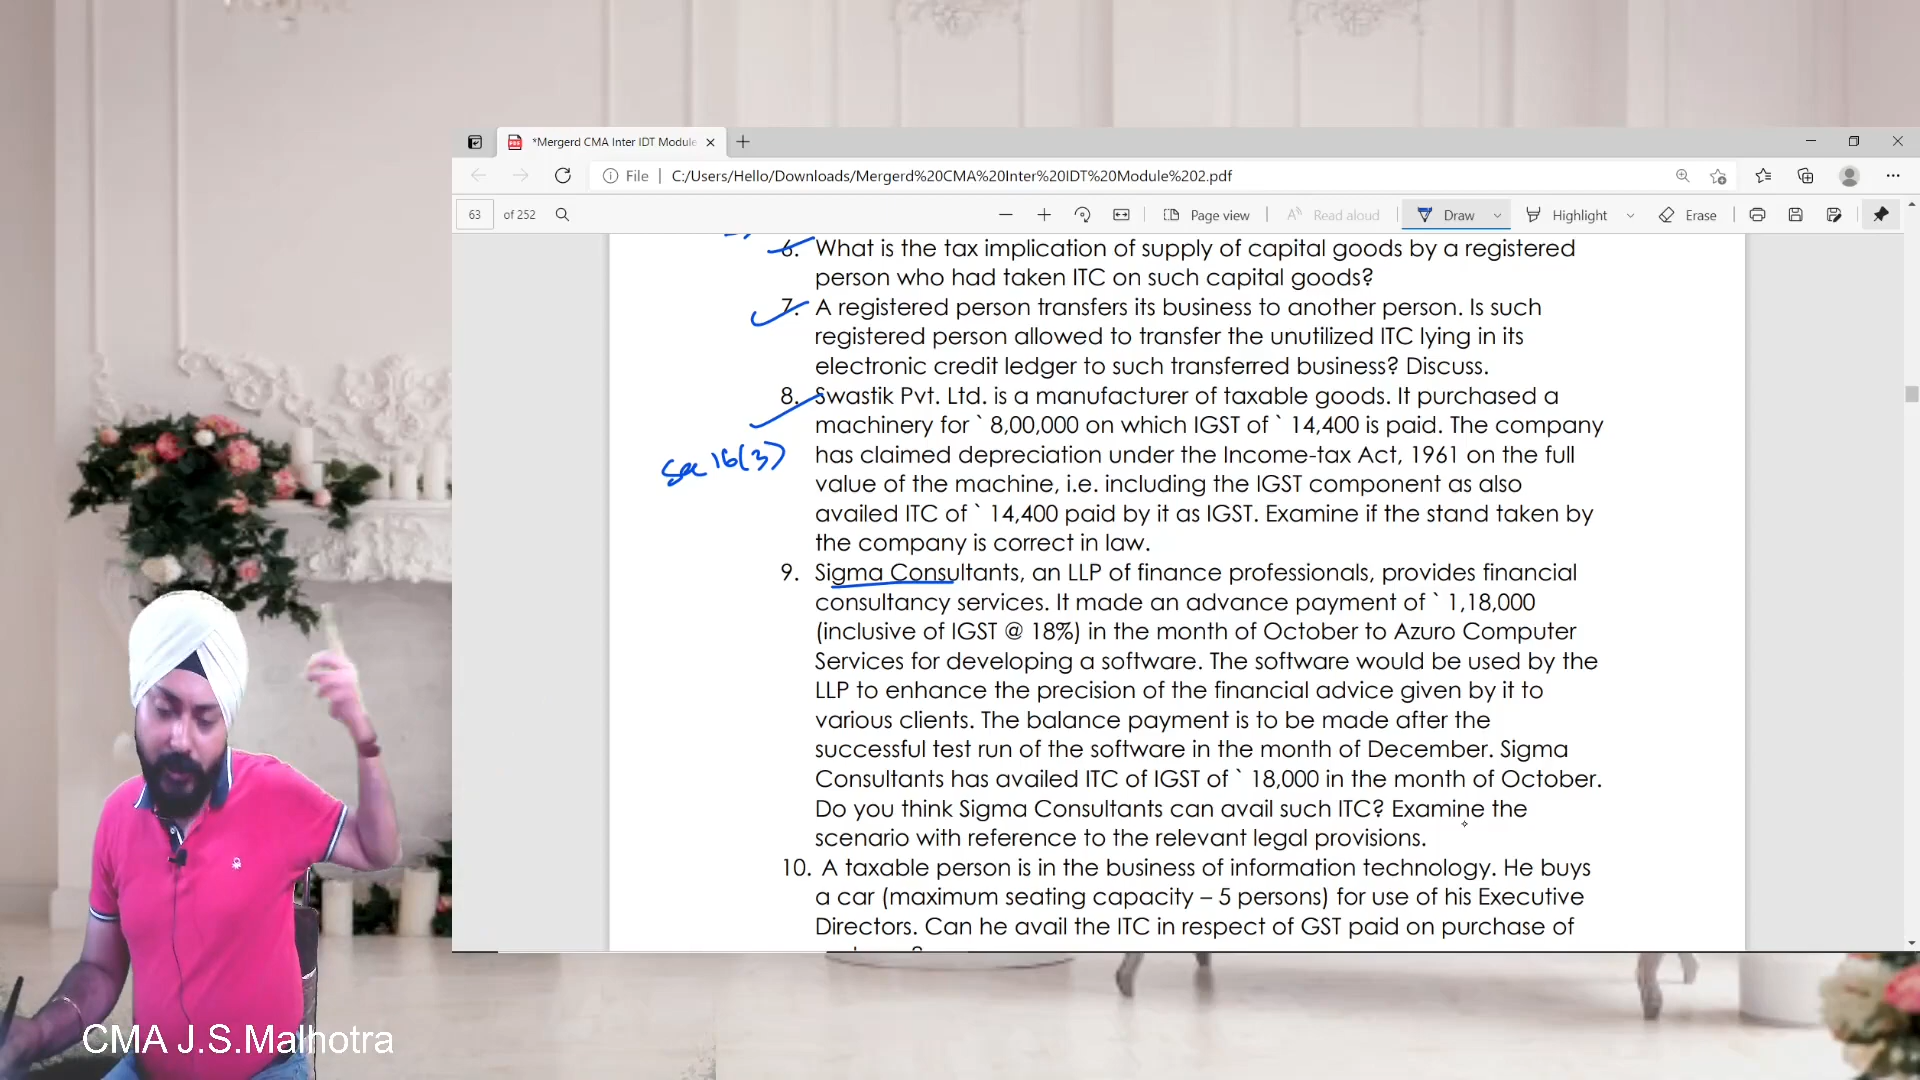 *Mergerd CMA Inter IDT Module
File | C:/Users/Hello/Downloads/Mergerd%20CMA%20Inter%20IDT%20Module%202.pdf
63 of 252 Page view Read aloud Draw Highlight Erase
6. What is the tax implication of supply of capital goods by a registered
person who had taken ITC on such capital goods?
7. A registered person transfers its business to another person. Is such
registered person allowed to transfer the unutilized ITC lying in its
electronic credit ledger to such transferred business? Discuss.
8. Swastik Pvt. Ltd. is a manufacturer of taxable goods. It purchased a
machinery for ` 8,00,000 on which IGST of ` 14,400 is paid. The company
Sec 16(3)
has claimed depreciation under the Income-tax Act, 1961 on the full
value of the machine, i.e. including the IGST component as also
availed ITC of ` 14,400 paid by it as IGST. Examine if the stand taken by
the company is correct in law.
9. Sigma Consultants, an LLP of finance professionals, provides financial
consultancy services. It made an advance payment of ` 1,18,000
(inclusive of IGST @ 18%) in the month of October to Azuro Computer
Services for developing a software. The software would be used by the
LLP to enhance the precision of the financial advice given by it to
various clients. The balance payment is to be made after the
successful test run of the software in the month of December. Sigma
Consultants has availed ITC of IGST of ` 18,000 in the month of October.
Do you think Sigma Consultants can avail such ITC? Examine the
scenario with reference to the relevant legal provisions.
10. A taxable person is in the business of information technology. He buys
a car (maximum seating capacity – 5 persons) for use of his Executive
Directors. Can he avail the ITC in respect of GST paid on purchase of
CMA J.S.Malhotra